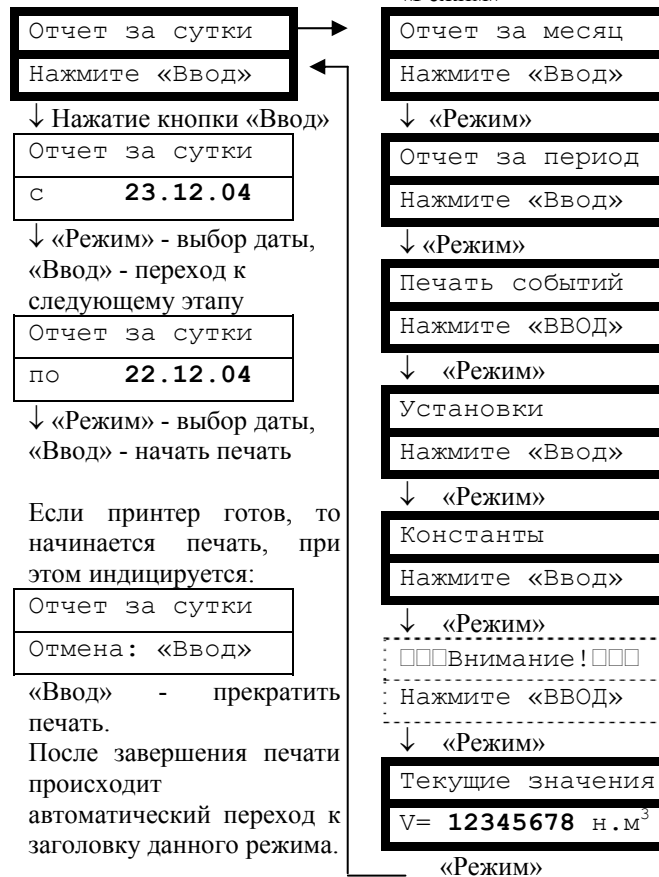 Отчет за сутки
Нажмите «Ввод»
↓ Нажатие кнопки «Ввод»
Отчет за сутки
с 23.12.04
↓ «Режим» - выбор даты,
«Ввод» - переход к
следующему этапу
Отчет за сутки
по 22.12.04
↓ «Режим» - выбор даты,
«Ввод» - начать печать
Если принтер готов, то
начинается печать, при
этом индицируется:
Отчет за сутки
Отмена: «Ввод»
«Ввод» - прекратить
печать.
После завершения печати
происходит
автоматический переход к
заголовку данного режима.
Отчет за месяц
Нажмите «Ввод»
↓ «Режим»
Отчет за период
Нажмите «Ввод»
↓ «Режим»
Печать событий
Нажмите «ВВОД»
↓ «Режим»
Установки
Нажмите «Ввод»
↓ «Режим»
Константы
Нажмите «Ввод»
↓ «Режим»
□□□Внимание!□□□
Нажмите «ВВОД»
↓ «Режим»
Текущие значения
V= 12345678 н.м³
«Режим»